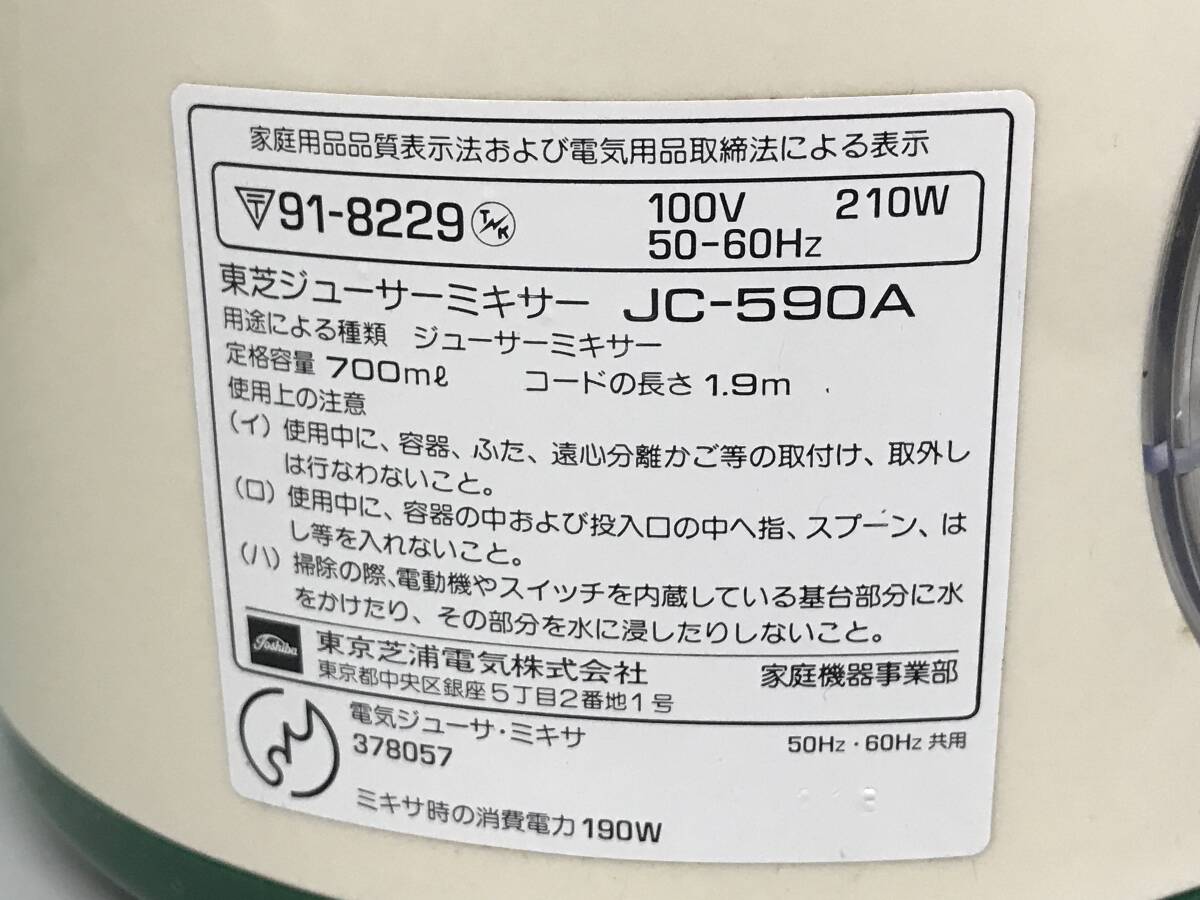 家庭用品品質表示法および電気用品取締法による表示
〒91-8229 TK 100V 210W
50-60Hz
東芝ジューサーミキサー JC-590A
用途による種類 ジューサーミキサー
定格容量 700mℓ コードの長さ 1.9m
使用上の注意
(イ) 使用中に、容器、ふた、遠心分離かご等の取付け、取外し
は行なわないこと。
(ロ) 使用中に、容器の中および投入口の中へ指、スプーン、は
し等を入れないこと。
(ハ) 掃除の際、電動機やスイッチを内蔵している基台部分に水
をかけたり、その部分を水に浸したりしないこと。
Toshiba 東京芝浦電気株式会社 家庭機器事業部
東京都中央区銀座5丁目2番地1号
電気ジューサ・ミキサ
378057 50Hz・60Hz 共用
ミキサ時の消費電力 190W